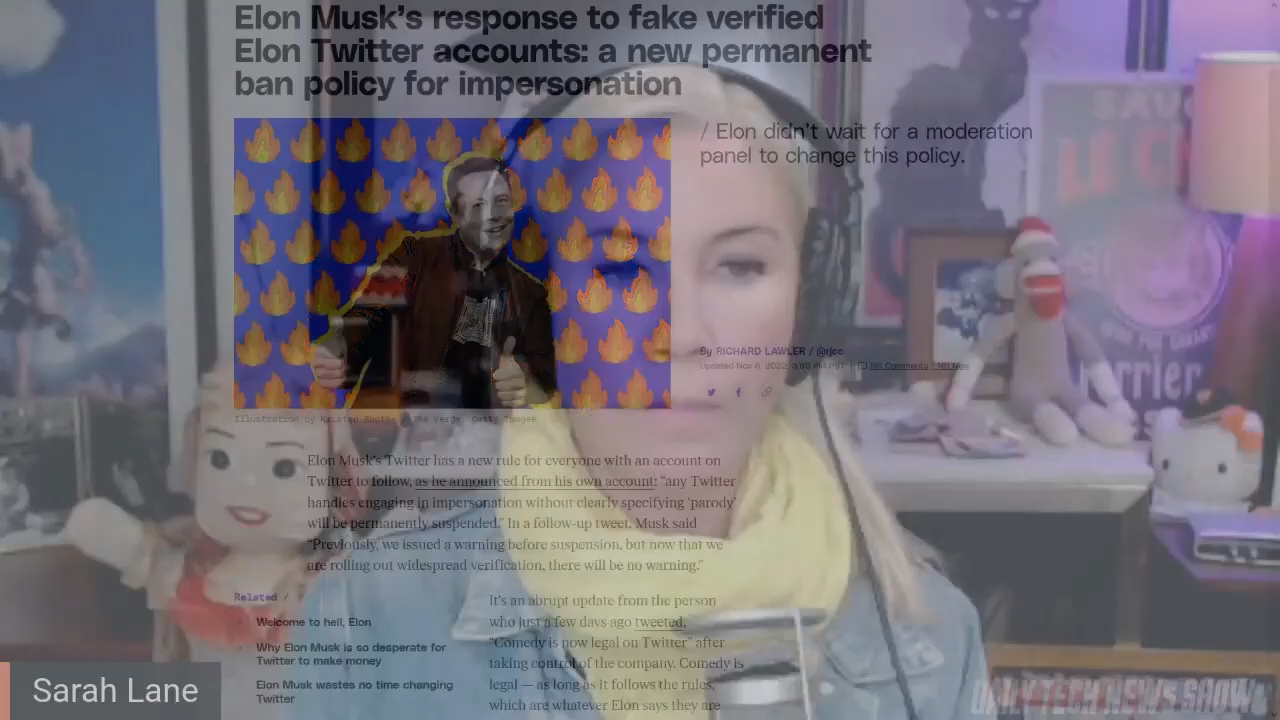 Elon Musk's response to fake verified
Elon Twitter accounts: a new permanent
ban policy for impersonation
/ Elon didn't wait for a moderation
panel to change this policy.
By RICHARD LAWLER / @rjcc
Updated Nov 6, 2022, 3:58 PM PST
Illustration by Kristen Radtke / The Verge, Getty Images
Elon Musk's Twitter has a new rule for everyone with an account on
Twitter to follow, as he announced from his own account: “any Twitter
handles engaging in impersonation without clearly specifying ‘parody’
will be permanently suspended.” In a follow-up tweet, Musk said
“Previously, we issued a warning before suspension, but now that we
are rolling out widespread verification, there will be no warning.”
Related /
Welcome to hell, Elon
Why Elon Musk is so desperate for
Twitter to make money
Elon Musk wastes no time changing
Twitter
It's an abrupt update from the person
who just a few days ago tweeted,
“Comedy is now legal on Twitter” after
taking control of the company. Comedy is
legal — as long as it follows the rules,
which are whatever Elon says they are
Sarah Lane
DAILY TECH NEWS SHOW